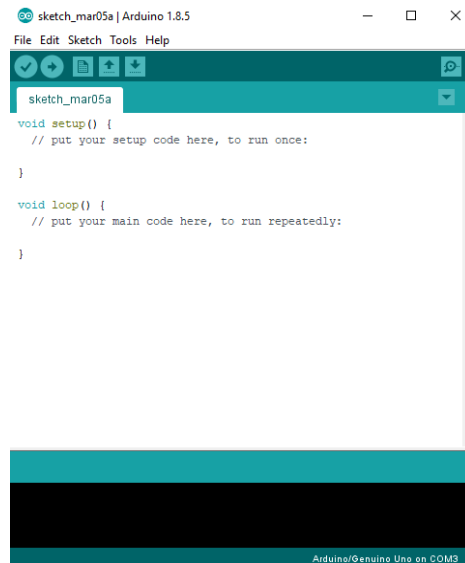 sketch_mar05a | Arduino 1.8.5
File Edit Sketch Tools Help
sketch_mar05a
void setup() {
  // put your setup code here, to run once:
}
void loop() {
  // put your main code here, to run repeatedly:
}
Arduino/Genuino Uno on COM3